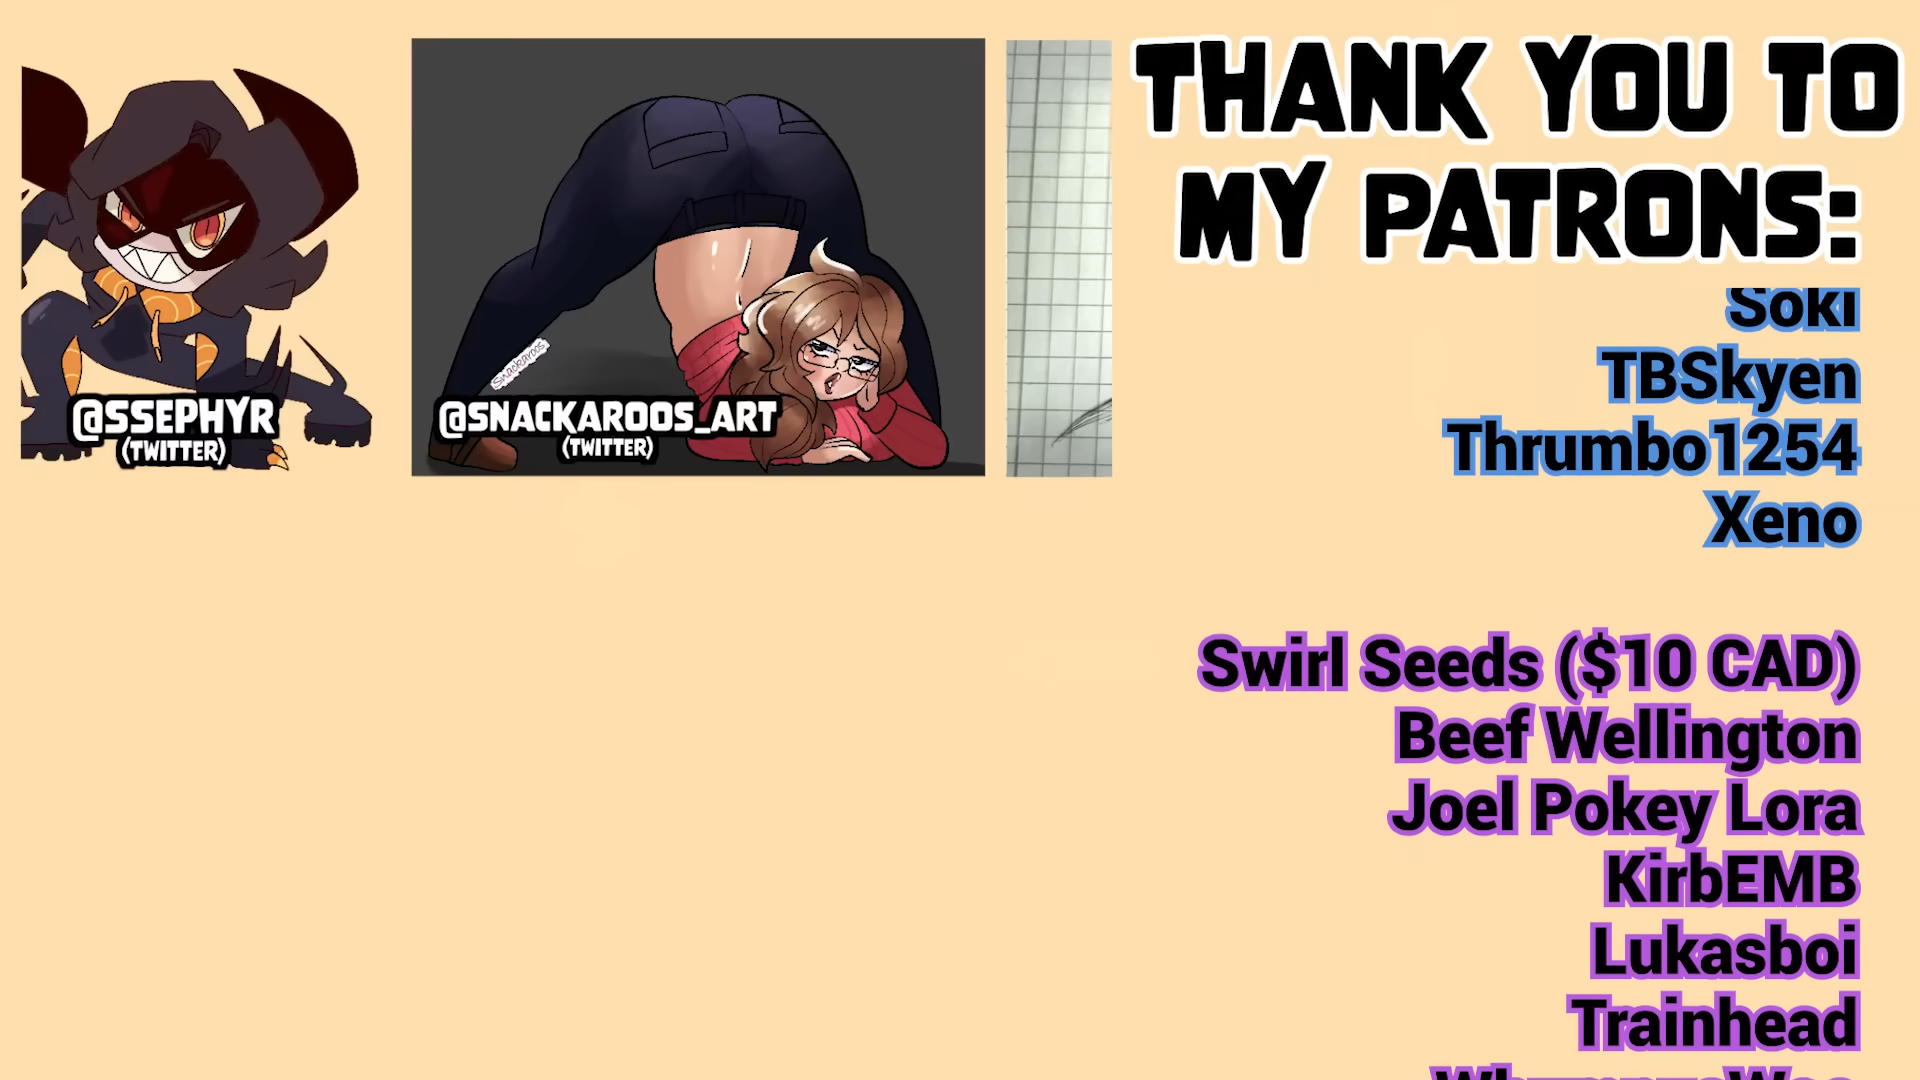 THANK YOU TO
MY PATRONS:
@SSEPHYR
(TWITTER)
snackaroos
@SNACKAROOS_ART
(TWITTER)
Soki
TBSkyen
Thrumbo1254
Xeno
Swirl Seeds ($10 CAD)
Beef Wellington
Joel Pokey Lora
KirbEMB
Lukasboi
Trainhead